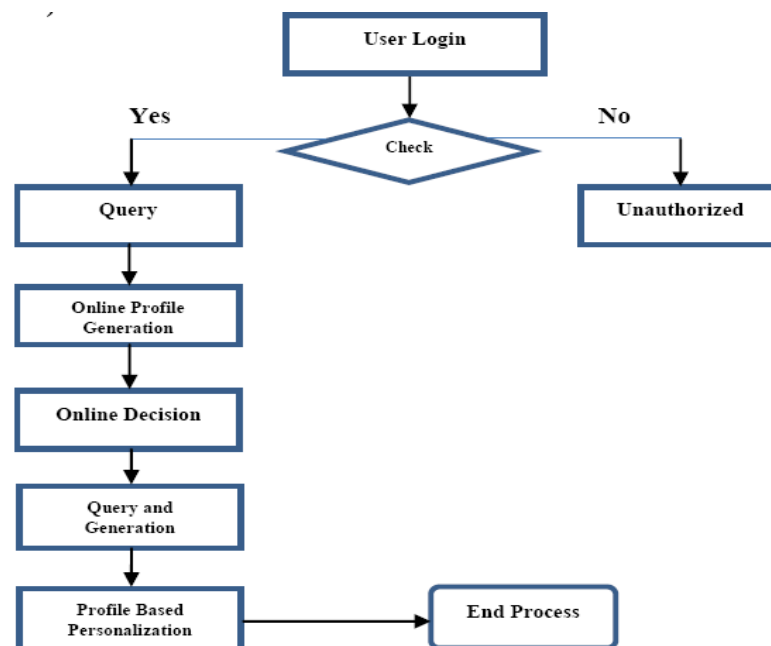 User Login
Yes
No
Check
Query
Unauthorized
Online Profile
Generation
Online Decision
Query and
Generation
Profile Based
Personalization
End Process